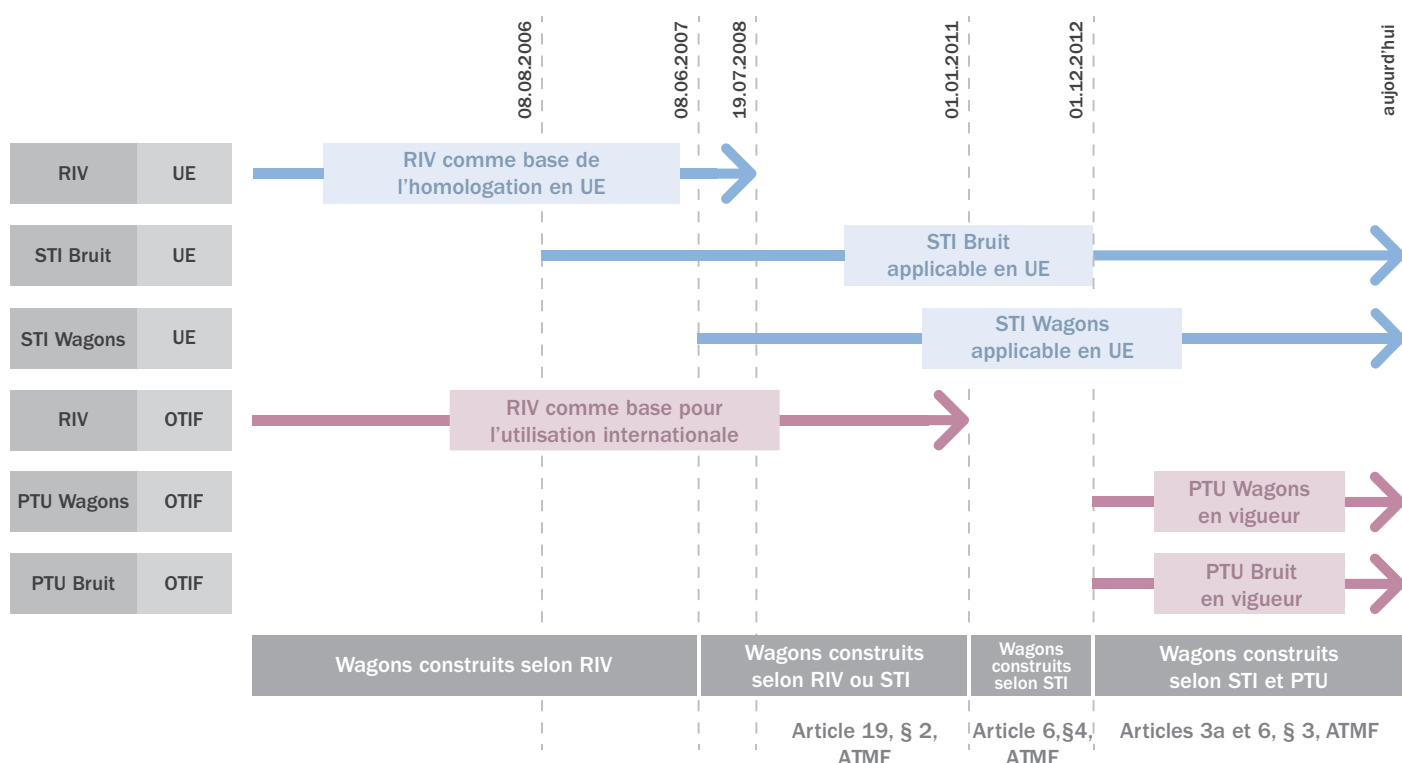 08.08.2006
08.06.2007
19.07.2008
01.01.2011
01.12.2012
aujourd'hui
RIV
UE
RIV comme base de
l'homologation en UE
STI Bruit
UE
STI Bruit
applicable en UE
STI Wagons
UE
STI Wagons
applicable en UE
RIV
OTIF
RIV comme base pour
l'utilisation internationale
PTU Wagons
OTIF
PTU Wagons
en vigueur
PTU Bruit
OTIF
PTU Bruit
en vigueur
Wagons construits selon RIV
Wagons construits
selon RIV ou STI
Wagons
construits
selon STI
Wagons construits
selon STI et PTU
Article 19, § 2,
ATMF
Article 6,§4,
ATMF
Articles 3a et 6, § 3, ATMF